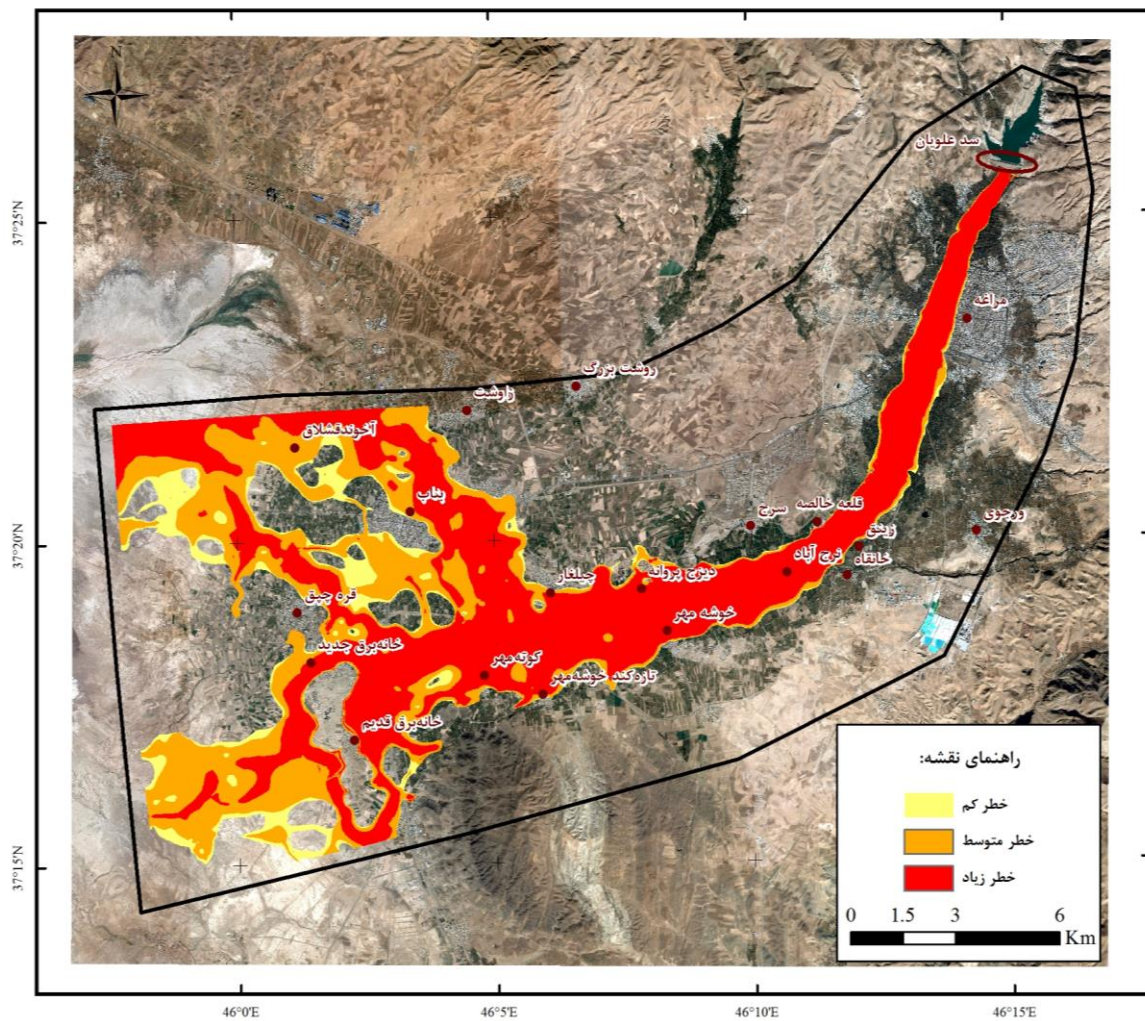 N
سد علویان
37°25'N
مراغه
روشت بزرگ
زاوشت
آخوندقشلاق
بناب
قلعه خالصه
سرج
ورجوی
زینق
37°20'N
نرج آباد
خانقاه
دیزج پروانه
چیلغار
قره چپق
خوشه مهر
خانه‌برق جدید
کوته‌مهر
تازه‌کند خوشه‌مهر
خانه‌برق قدیم
راهنمای نقشه:
خطر کم
خطر متوسط
خطر زیاد
37°15'N
0 1.5 3 6
Km
46°0'E 46°5'E 46°10'E 46°15'E